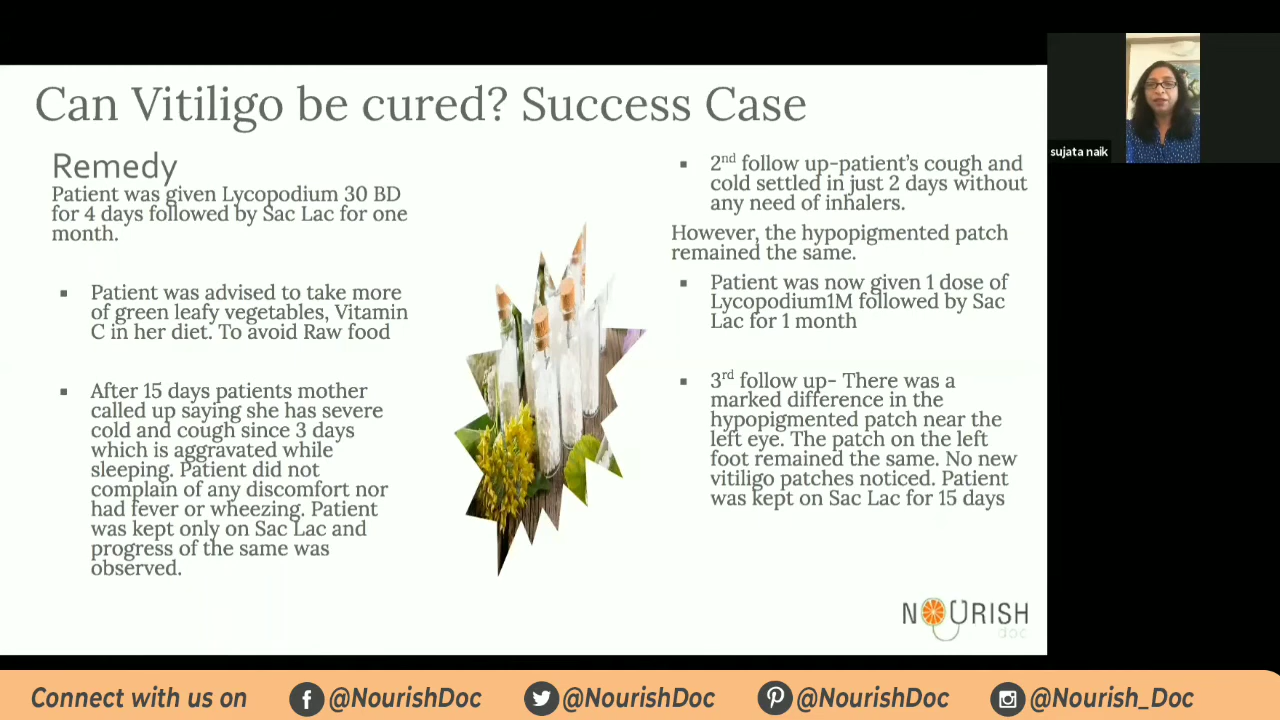 Can Vitiligo be cured? Success Case
Remedy
Patient was given Lycopodium 30 BD
for 4 days followed by Sac Lac for one
month.
▪ Patient was advised to take more
of green leafy vegetables, Vitamin
C in her diet. To avoid Raw food
▪ After 15 days patients mother
called up saying she has severe
cold and cough since 3 days
which is aggravated while
sleeping. Patient did not
complain of any discomfort nor
had fever or wheezing. Patient
was kept only on Sac Lac and
progress of the same was
observed.
▪ 2nd follow up-patient's cough and
cold settled in just 2 days without
any need of inhalers.
However, the hypopigmented patch
remained the same.
▪ Patient was now given 1 dose of
Lycopodium1M followed by Sac
Lac for 1 month
▪ 3rd follow up- There was a
marked difference in the
hypopigmented patch near the
left eye. The patch on the left
foot remained the same. No new
vitiligo patches noticed. Patient
was kept on Sac Lac for 15 days
NOURISH
doc
sujata naik
Connect with us on @NourishDoc @NourishDoc @NourishDoc @Nourish_Doc